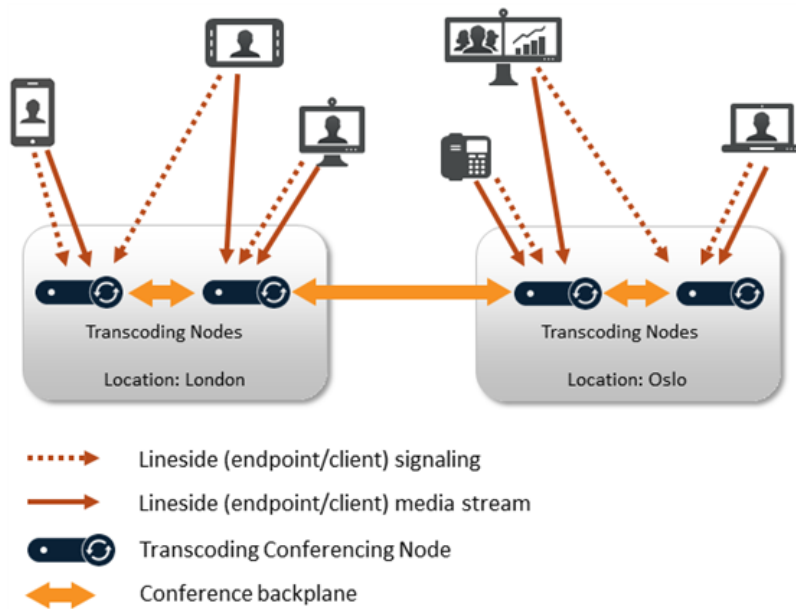 Transcoding Nodes
Location: London
Transcoding Nodes
Location: Oslo
Lineside (endpoint/client) signaling
Lineside (endpoint/client) media stream
Transcoding Conferencing Node
Conference backplane